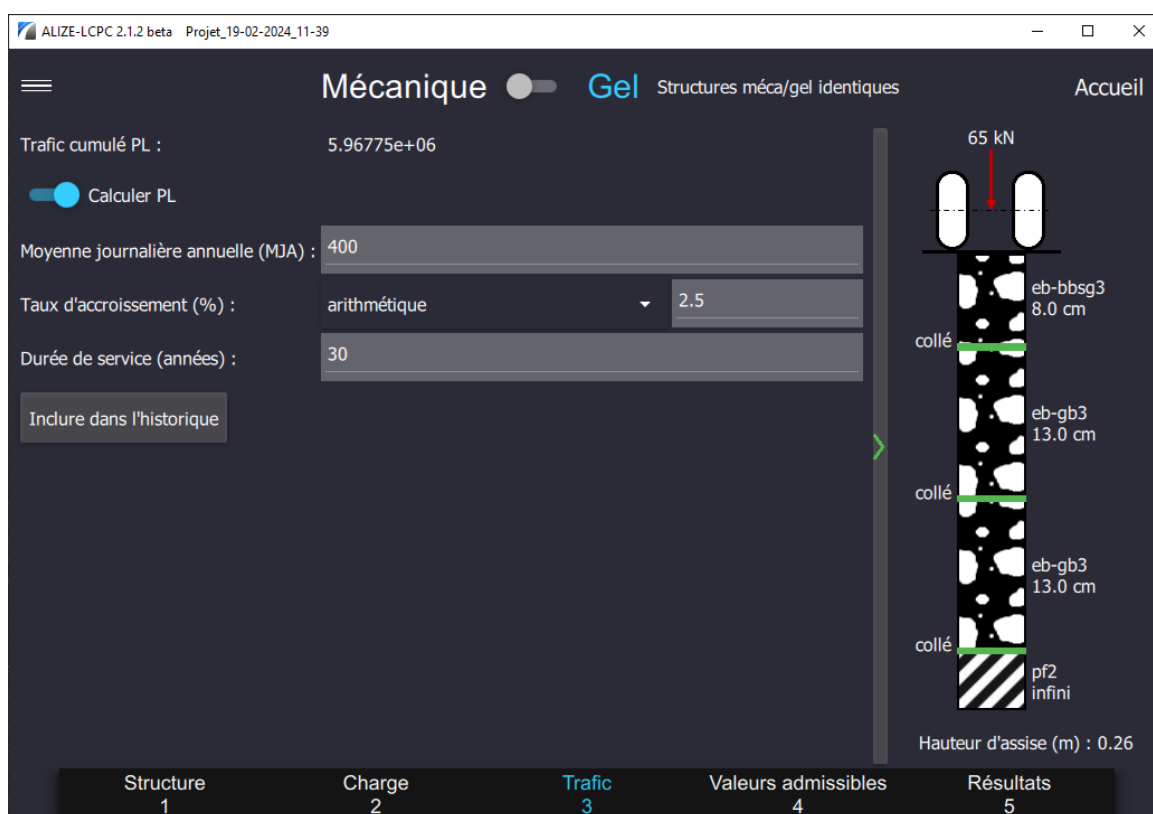 ALIZE-LCPC 2.1.2 beta Projet_19-02-2024_11-39
Mécanique Gel Structures méca/gel identiques Accueil
Trafic cumulé PL : 5.96775e+06
Calculer PL
Moyenne journalière annuelle (MJA) : 400
Taux d'accroissement (%) : arithmétique 2.5
Durée de service (années) : 30
Inclure dans l'historique
65 kN
eb-bbsg3
8.0 cm
collé
eb-gb3
13.0 cm
collé
eb-gb3
13.0 cm
collé
pf2
infini
Hauteur d'assise (m) : 0.26
Structure Charge Trafic Valeurs admissibles Résultats
1 2 3 4 5